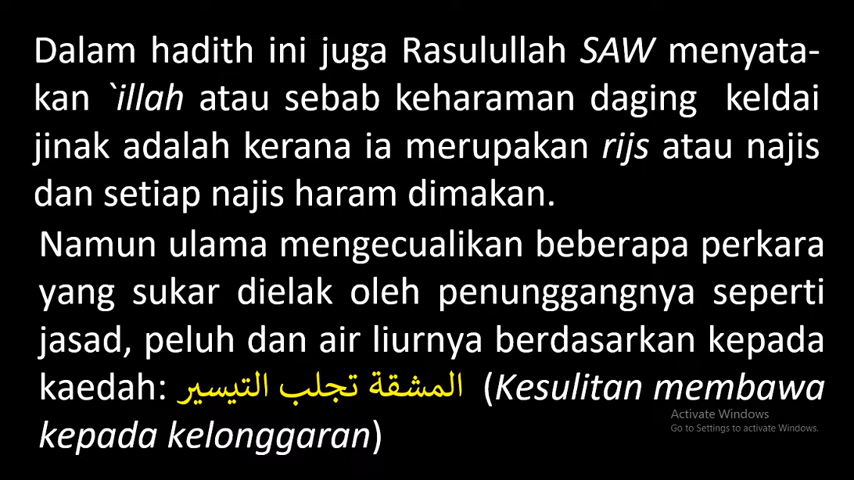 Dalam hadith ini juga Rasulullah SAW menyata-
kan `illah atau sebab keharaman daging keldai
jinak adalah kerana ia merupakan rijs atau najis
dan setiap najis haram dimakan.
Namun ulama mengecualikan beberapa perkara
yang sukar dielak oleh penunggangnya seperti
jasad, peluh dan air liurnya berdasarkan kepada
kaedah: المشقة تجلب التيسير (Kesulitan membawa
kepada kelonggaran)
Activate Windows
Go to Settings to activate Windows.